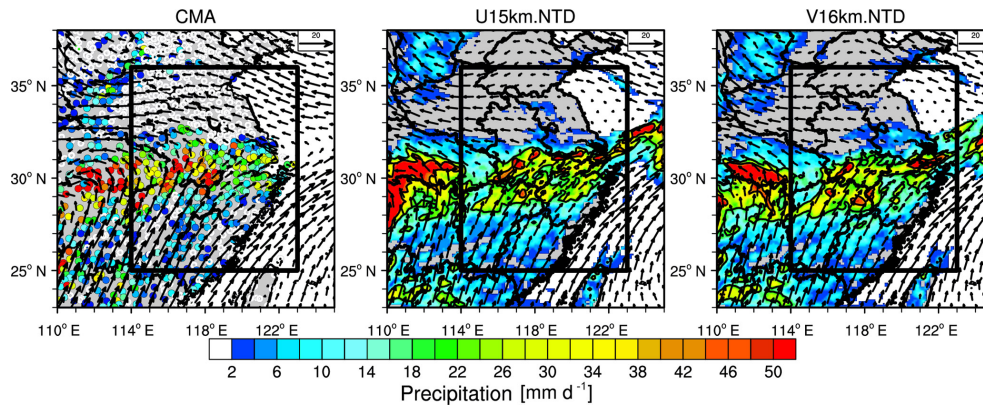 CMA U15km.NTD V16km.NTD
20 20 20
35° N 35° N 35° N
30° N 30° N 30° N
25° N 25° N 25° N
110° E 114° E 118° E 122° E 110° E 114° E 118° E 122° E 110° E 114° E 118° E 122° E
2 6 10 14 18 22 26 30 34 38 42 46 50
Precipitation [mm d⁻¹]